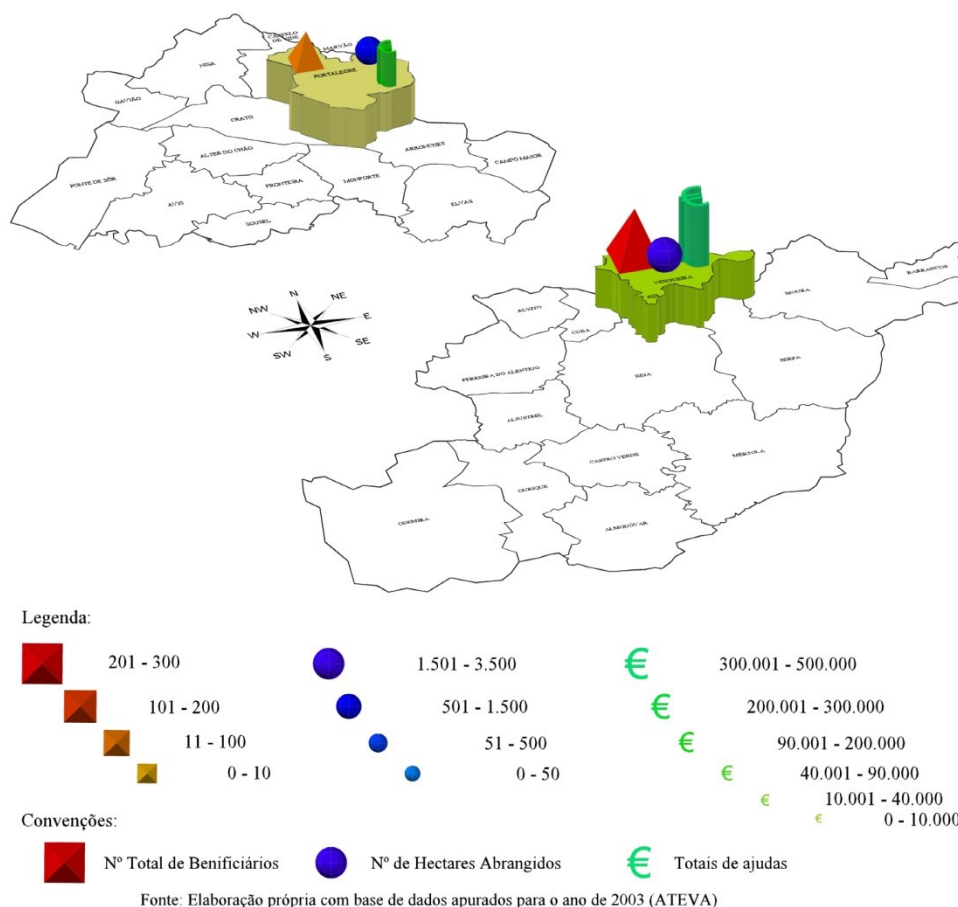 CASTELO
DE VIDE
MARVÃO
NISA
PORTALEGRE
GAVIÃO
CRATO
ARRONCHES
ALTER DO CHÃO
CAMPO MAIOR
PONTE DE SÔR
FRONTEIRA
MONFORTE
AVIS
ELVAS
SOUSEL
BARRANCOS
VIDIGUEIRA
MOURA
N
NW
NE
W
E
SW
SE
S
ALVITO
CUBA
SERPA
FERREIRA DO ALENTEJO
BEJA
ALJUSTREL
MÉRTOLA
CASTRO VERDE
OURIQUE
ODEMIRA
ALMODÔVAR
Legenda:
201 - 300 1.501 - 3.500 € 300.001 - 500.000
101 - 200 501 - 1.500 € 200.001 - 300.000
11 - 100 51 - 500 € 90.001 - 200.000
0 - 10 0 - 50 € 40.001 - 90.000
€ 10.001 - 40.000
€ 0 - 10.000
Convenções:
Nº Total de Benificiários Nº de Hectares Abrangidos € Totais de ajudas
Fonte: Elaboração própria com base de dados apurados para o ano de 2003 (ATEVA)